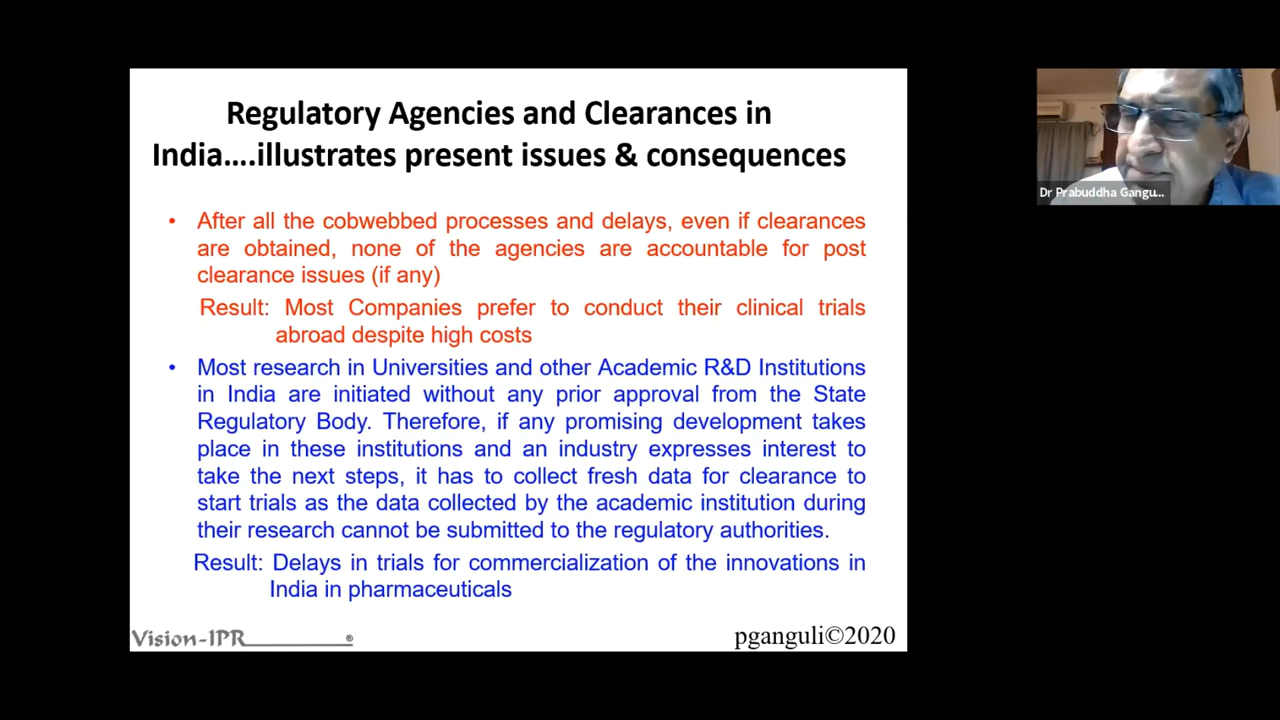 Regulatory Agencies and Clearances in
India....illustrates present issues & consequences
• After all the cobwebbed processes and delays, even if clearances
are obtained, none of the agencies are accountable for post
clearance issues (if any)
Result: Most Companies prefer to conduct their clinical trials
abroad despite high costs
• Most research in Universities and other Academic R&D Institutions
in India are initiated without any prior approval from the State
Regulatory Body. Therefore, if any promising development takes
place in these institutions and an industry expresses interest to
take the next steps, it has to collect fresh data for clearance to
start trials as the data collected by the academic institution during
their research cannot be submitted to the regulatory authorities.
Result: Delays in trials for commercialization of the innovations in
India in pharmaceuticals
Vision-IPR ®
pganguli©2020
Dr Prabuddha Gangu...